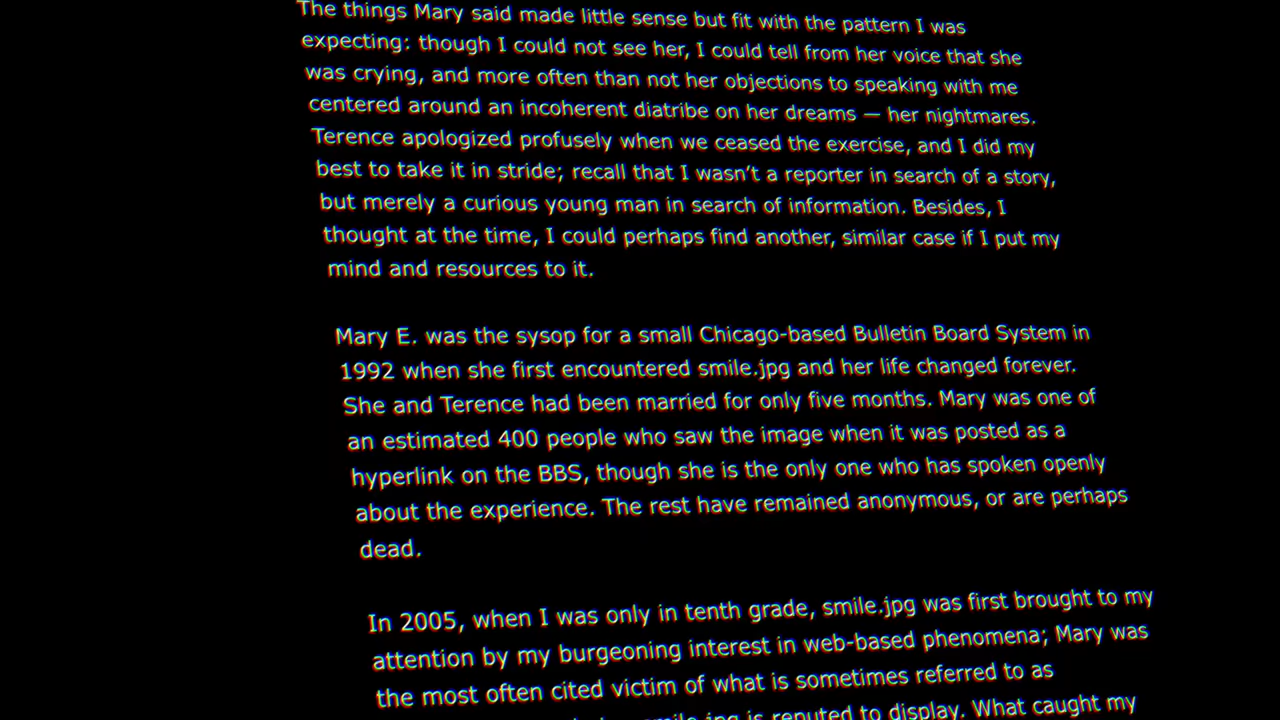 The things Mary said made little sense but fit with the pattern I was
expecting: though I could not see her, I could tell from her voice that she
was crying, and more often than not her objections to speaking with me
centered around an incoherent diatribe on her dreams — her nightmares.
Terence apologized profusely when we ceased the exercise, and I did my
best to take it in stride; recall that I wasn’t a reporter in search of a story,
but merely a curious young man in search of information. Besides, I
thought at the time, I could perhaps find another, similar case if I put my
mind and resources to it.
Mary E. was the sysop for a small Chicago-based Bulletin Board System in
1992 when she first encountered smile.jpg and her life changed forever.
She and Terence had been married for only five months. Mary was one of
an estimated 400 people who saw the image when it was posted as a
hyperlink on the BBS, though she is the only one who has spoken openly
about the experience. The rest have remained anonymous, or are perhaps
dead.
In 2005, when I was only in tenth grade, smile.jpg was first brought to my
attention by my burgeoning interest in web-based phenomena; Mary was
the most often cited victim of what is sometimes referred to as
smile.jpg is reputed to display. What caught my